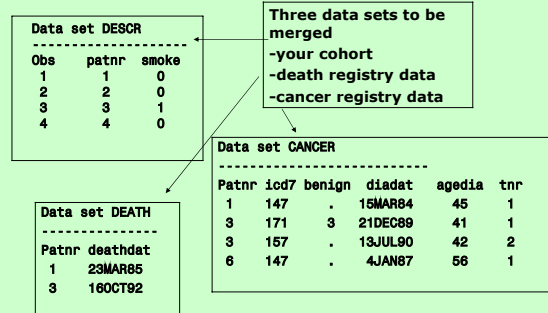 Data set DESCR
----------------------
Obs patnr smoke
1 1 0
2 2 0
3 3 1
4 4 0
Three data sets to be
merged
-your cohort
-death registry data
-cancer registry data
Data set CANCER
-----------------------------
Patnr icd7 benign diadat agedia tnr
1 147 . 15MAR84 45 1
3 171 3 21DEC89 41 1
3 157 . 13JUL90 42 2
6 147 . 4JAN87 56 1
Data set DEATH
---------------
Patnr deathdat
1 23MAR85
3 16OCT92